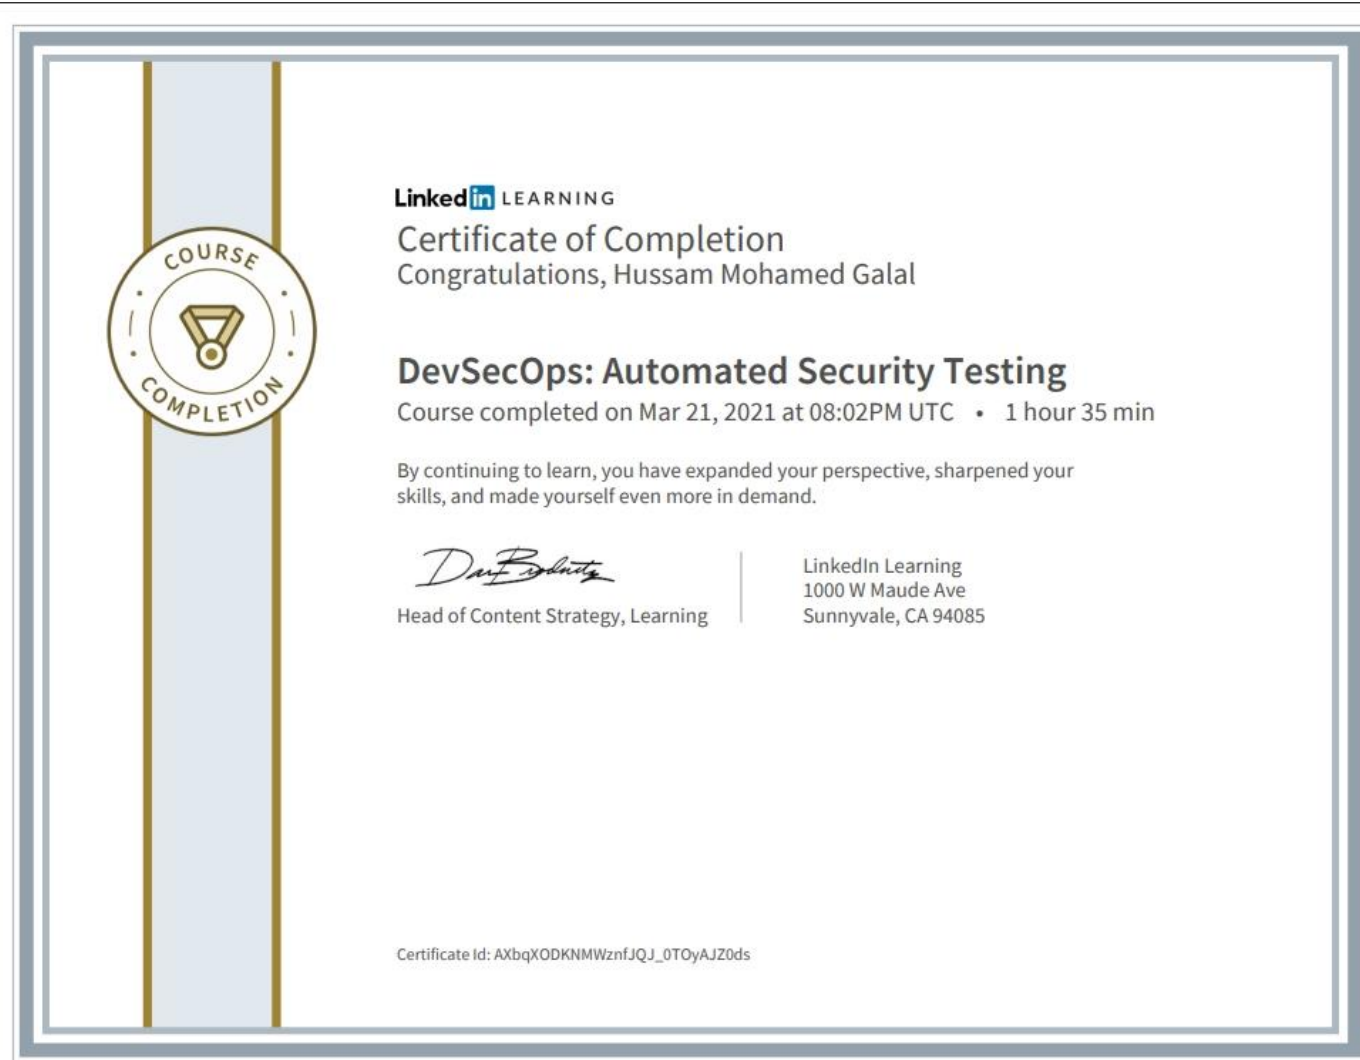 COURSE
COMPLETION
Linked in LEARNING
Certificate of Completion
Congratulations, Hussam Mohamed Galal
DevSecOps: Automated Security Testing
Course completed on Mar 21, 2021 at 08:02PM UTC • 1 hour 35 min
By continuing to learn, you have expanded your perspective, sharpened your
skills, and made yourself even more in demand.
Head of Content Strategy, Learning
LinkedIn Learning
1000 W Maude Ave
Sunnyvale, CA 94085
Certificate Id: AXbqXODKNMWznfJQJ_0TOyAJZ0ds